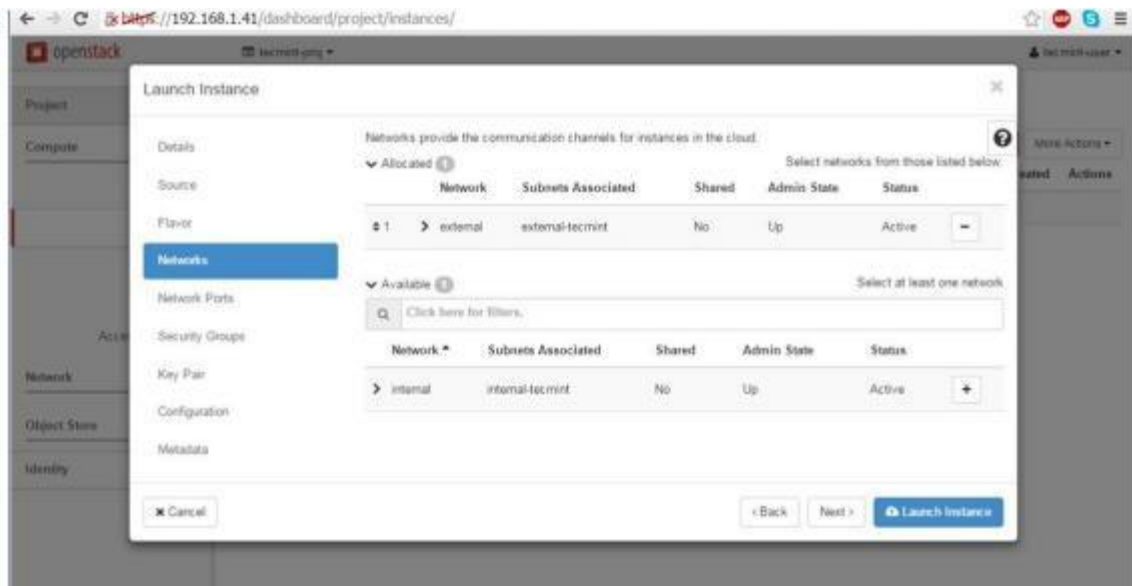 https://192.168.1.41/dashboard/project/instances/
openstack
tecmint-user
Launch Instance
Project
Compute
Details
Source
Flavor
Networks
Network Ports
Security Groups
Key Pair
Configuration
Metadata
Networks provide the communication channels for instances in the cloud.
More Actions
Allocated 1 Select networks from those listed below.
Actions
Network Subnets Associated Shared Admin State Status
1 external external-tecmint No Up Active
Available 1 Select at least one network
Click here for filters.
Network Subnets Associated Shared Admin State Status
internal internal-tecmint No Up Active
Network
Object Store
Identity
Cancel
< Back Next > Launch Instance